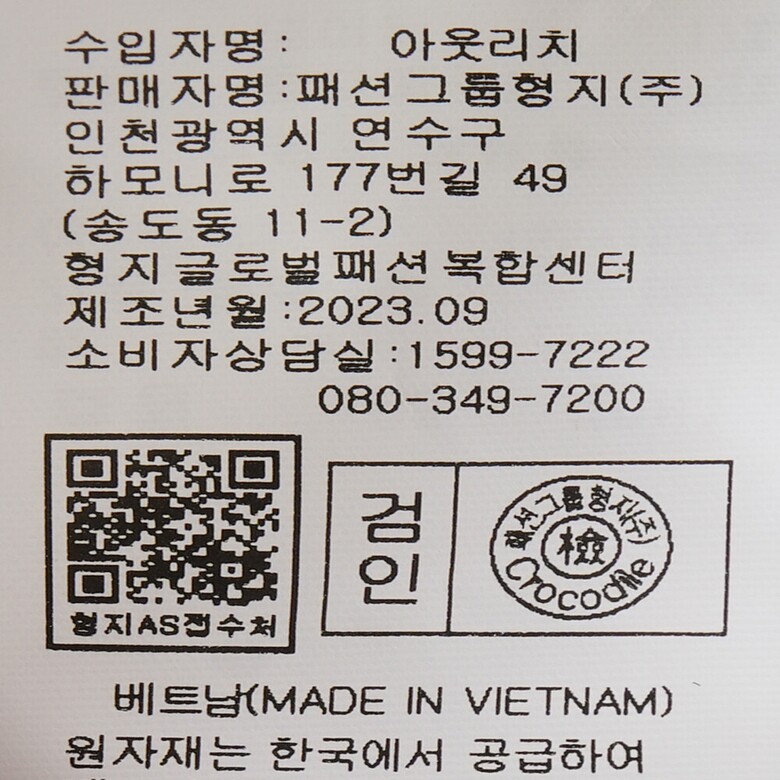 수입자명: 아웃리치
판매자명:패션그룹형지(주)
인천광역시 연수구
하모니로 177번길 49
(송도동 11-2)
형지글로벌패션복합센터
제조년월:2023.09
소비자상담실:1599-7222
080-349-7200
형지AS접수처
검인
패션그룹형지(주)
檢
Crocodile
베트남(MADE IN VIETNAM)
원자재는 한국에서 공급하여